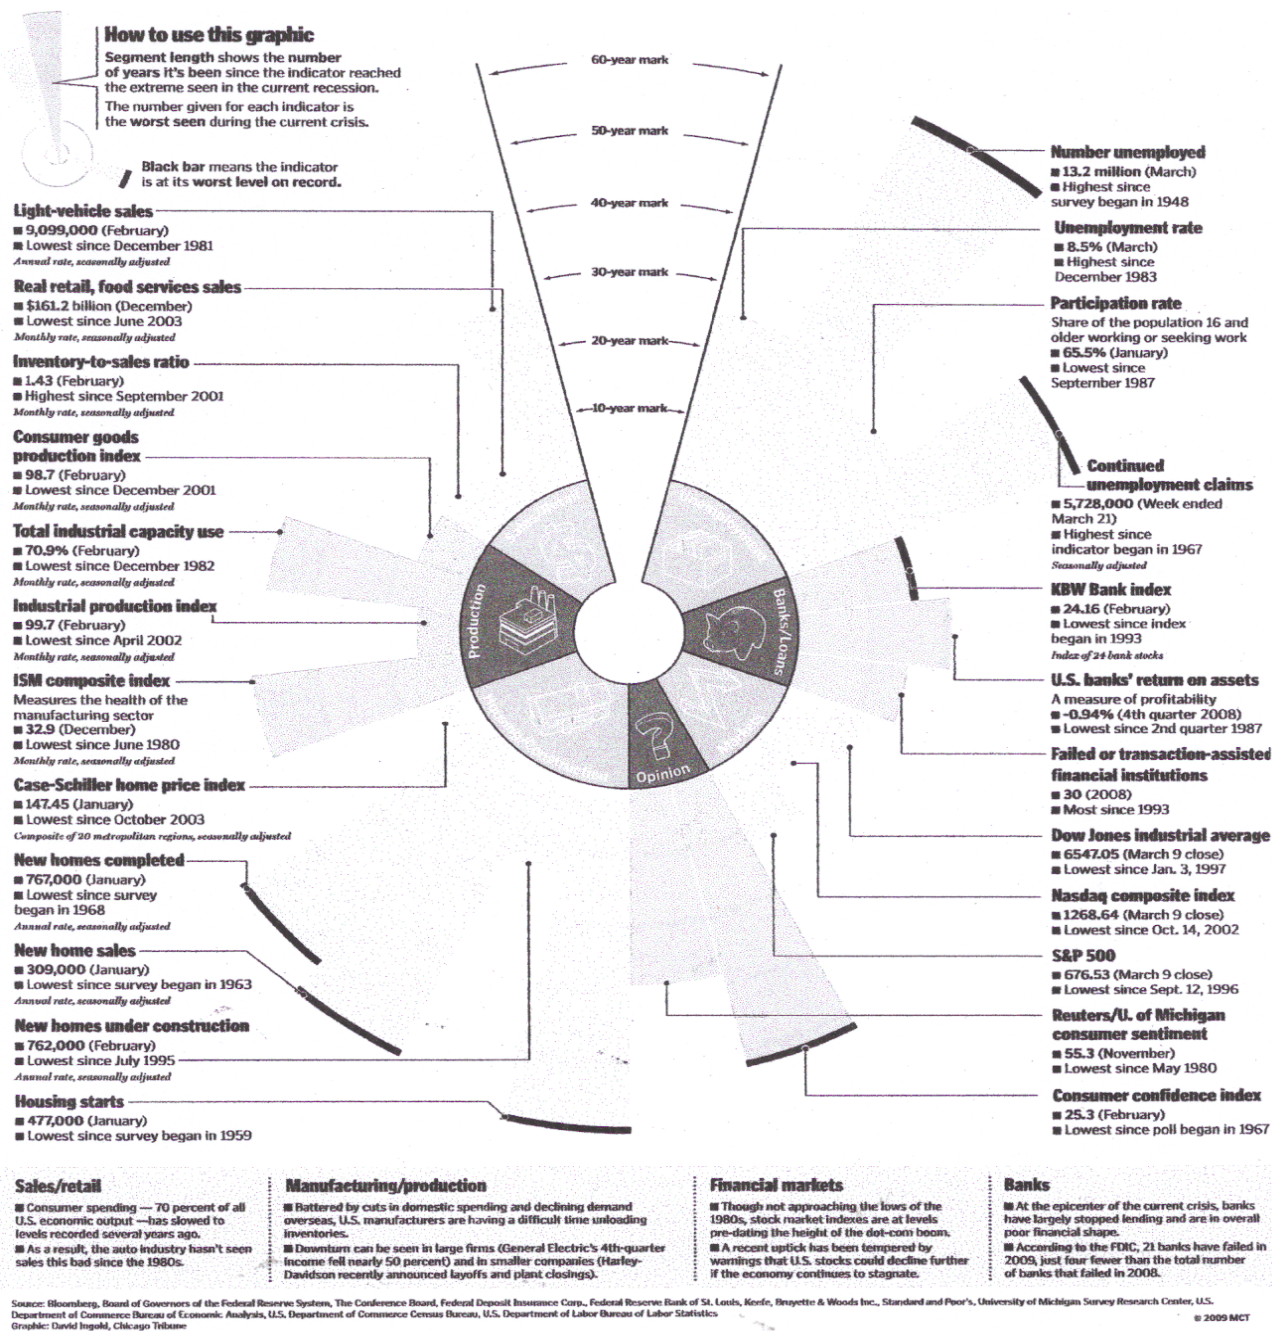 How to use this graphic
Segment length shows the number
of years it's been since the indicator reached
the extreme seen in the current recession.
The number given for each indicator is
the worst seen during the current crisis.
Black bar means the indicator
is at its worst level on record.
60-year mark
50-year mark
40-year mark
30-year mark
20-year mark
10-year mark
Light-vehicle sales
■ 9,099,000 (February)
■ Lowest since December 1981
Annual rate, seasonally adjusted
Real retail, food services sales
■ $161.2 billion (December)
■ Lowest since June 2003
Monthly rate, seasonally adjusted
Inventory-to-sales ratio
■ 1.43 (February)
■ Highest since September 2001
Monthly rate, seasonally adjusted
Consumer goods
production index
■ 98.7 (February)
■ Lowest since December 2001
Monthly rate, seasonally adjusted
Total industrial capacity use
■ 70.9% (February)
■ Lowest since December 1982
Monthly rate, seasonally adjusted
Industrial production index
■ 99.7 (February)
■ Lowest since April 2002
Monthly rate, seasonally adjusted
ISM composite index
Measures the health of the
manufacturing sector
■ 32.9 (December)
■ Lowest since June 1980
Monthly rate, seasonally adjusted
Case-Schiller home price index
■ 147.45 (January)
■ Lowest since October 2003
Composite of 20 metropolitan regions, seasonally adjusted
New homes completed
■ 767,000 (January)
■ Lowest since survey
began in 1968
Annual rate, seasonally adjusted
New home sales
■ 309,000 (January)
■ Lowest since survey began in 1963
Annual rate, seasonally adjusted
New homes under construction
■ 762,000 (February)
■ Lowest since July 1995
Annual rate, seasonally adjusted
Housing starts
■ 477,000 (January)
■ Lowest since survey began in 1959
Production
Banks/Loans
Opinion
Number unemployed
■ 13.2 million (March)
■ Highest since
survey began in 1948
Unemployment rate
■ 8.5% (March)
■ Highest since
December 1983
Participation rate
Share of the population 16 and
older working or seeking work
■ 65.5% (January)
■ Lowest since
September 1987
Continued
unemployment claims
■ 5,728,000 (Week ended
March 21)
■ Highest since
indicator began in 1967
Seasonally adjusted
KBW Bank index
■ 24.16 (February)
■ Lowest since index
began in 1993
Index of 24 bank stocks
U.S. banks' return on assets
A measure of profitability
■ -0.94% (4th quarter 2008)
■ Lowest since 2nd quarter 1987
Failed or transaction-assisted
financial institutions
■ 30 (2008)
■ Most since 1993
Dow Jones industrial average
■ 6547.05 (March 9 close)
■ Lowest since Jan. 3, 1997
Nasdaq composite index
■ 1268.64 (March 9 close)
■ Lowest since Oct. 14, 2002
S&P 500
■ 676.53 (March 9 close)
■ Lowest since Sept. 12, 1996
Reuters/U. of Michigan
consumer sentiment
■ 55.3 (November)
■ Lowest since May 1980
Consumer confidence index
■ 25.3 (February)
■ Lowest since poll began in 1967
Sales/retail
■ Consumer spending — 70 percent of all
U.S. economic output —has slowed to
levels recorded several years ago.
■ As a result, the auto industry hasn't seen
sales this bad since the 1980s.
Manufacturing/production
■ Battered by cuts in domestic spending and declining demand
overseas, U.S. manufacturers are having a difficult time unloading
inventories.
■ Downturn can be seen in large firms (General Electric's 4th-quarter
income fell nearly 50 percent) and in smaller companies (Harley-
Davidson recently announced layoffs and plant closings).
Financial markets
■ Though not approaching the lows of the
1980s, stock market indexes are at levels
pre-dating the height of the dot-com boom.
■ A recent uptick has been tempered by
warnings that U.S. stocks could decline further
if the economy continues to stagnate.
Banks
■ At the epicenter of the current crisis, banks
have largely stopped lending and are in overall
poor financial shape.
■ According to the FDIC, 21 banks have failed in
2009, just four fewer than the total number
of banks that failed in 2008.
Source: Bloomberg, Board of Governors of the Federal Reserve System, The Conference Board, Federal Deposit Insurance Corp., Federal Reserve Bank of St. Louis, Keefe, Bruyette & Woods Inc., Standard and Poor's, University of Michigan Survey Research Center, U.S.
Department of Commerce Bureau of Economic Analysis, U.S. Department of Commerce Census Bureau, U.S. Department of Labor Bureau of Labor Statistics
Graphic: David Ingold, Chicago Tribune
© 2009 MCT